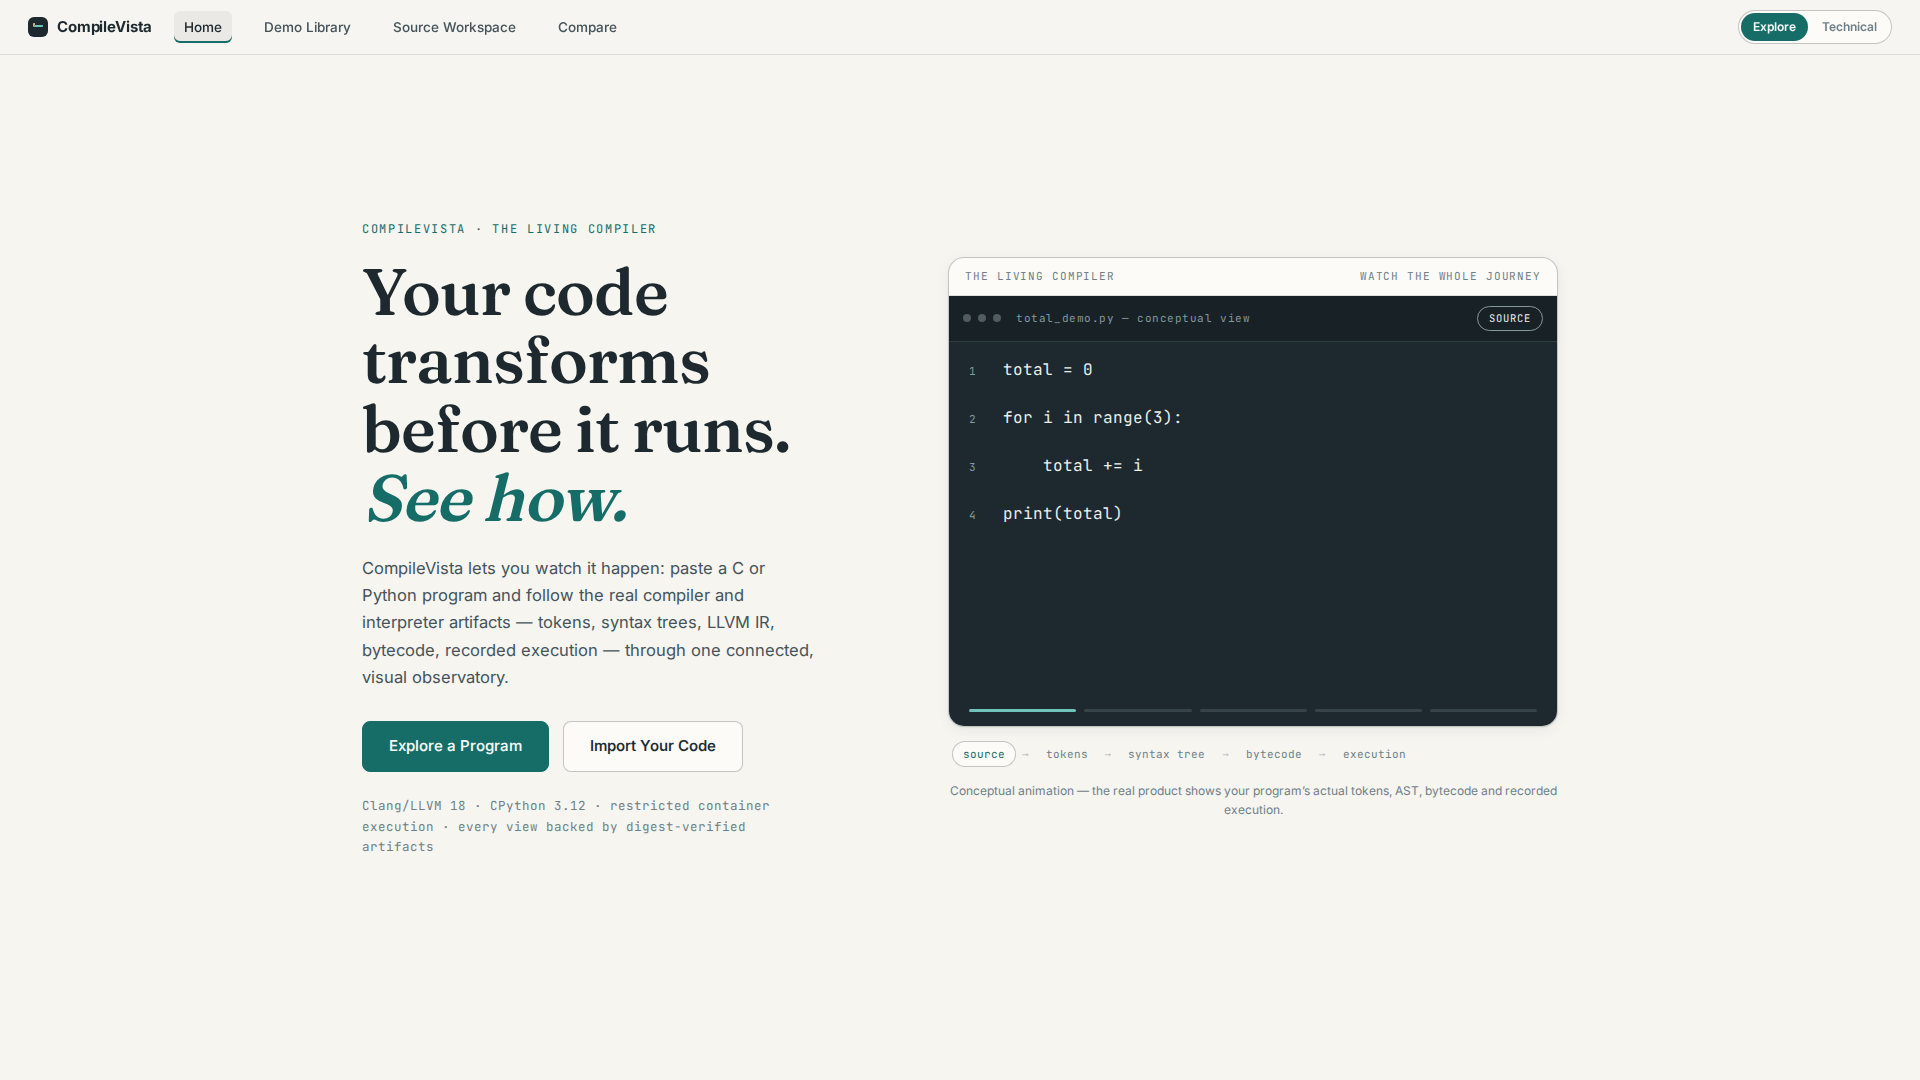 CompileVista
Home
Demo Library
Source Workspace
Compare
Explore
Technical
COMPILEVISTA · THE LIVING COMPILER
Your code
transforms
before it runs.
See how.
CompileVista lets you watch it happen: paste a C or
Python program and follow the real compiler and
interpreter artifacts — tokens, syntax trees, LLVM IR,
bytecode, recorded execution — through one connected,
visual observatory.
Explore a Program
Import Your Code
Clang/LLVM 18 · CPython 3.12 · restricted container
execution · every view backed by digest-verified
artifacts
THE LIVING COMPILER
WATCH THE WHOLE JOURNEY
total_demo.py — conceptual view
SOURCE
1 total = 0
2 for i in range(3):
3     total += i
4 print(total)
source → tokens → syntax tree → bytecode → execution
Conceptual animation — the real product shows your program’s actual tokens, AST, bytecode and recorded
execution.